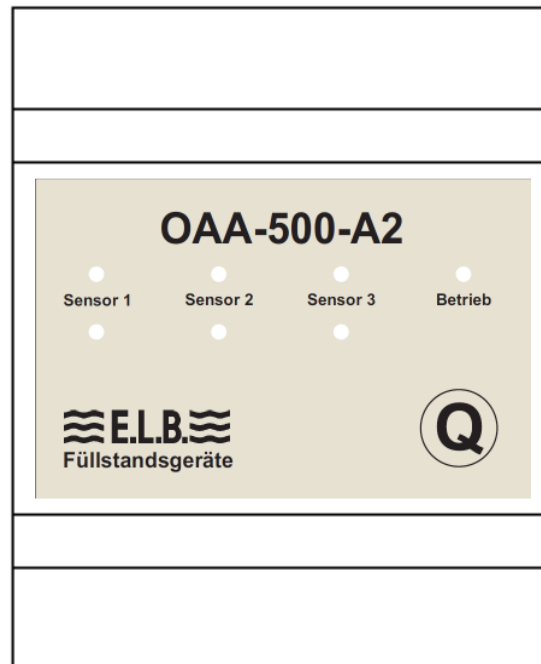 OAA-500-A2
Sensor 1 Sensor 2 Sensor 3 Betrieb
E.L.B.
Füllstandsgeräte
Q